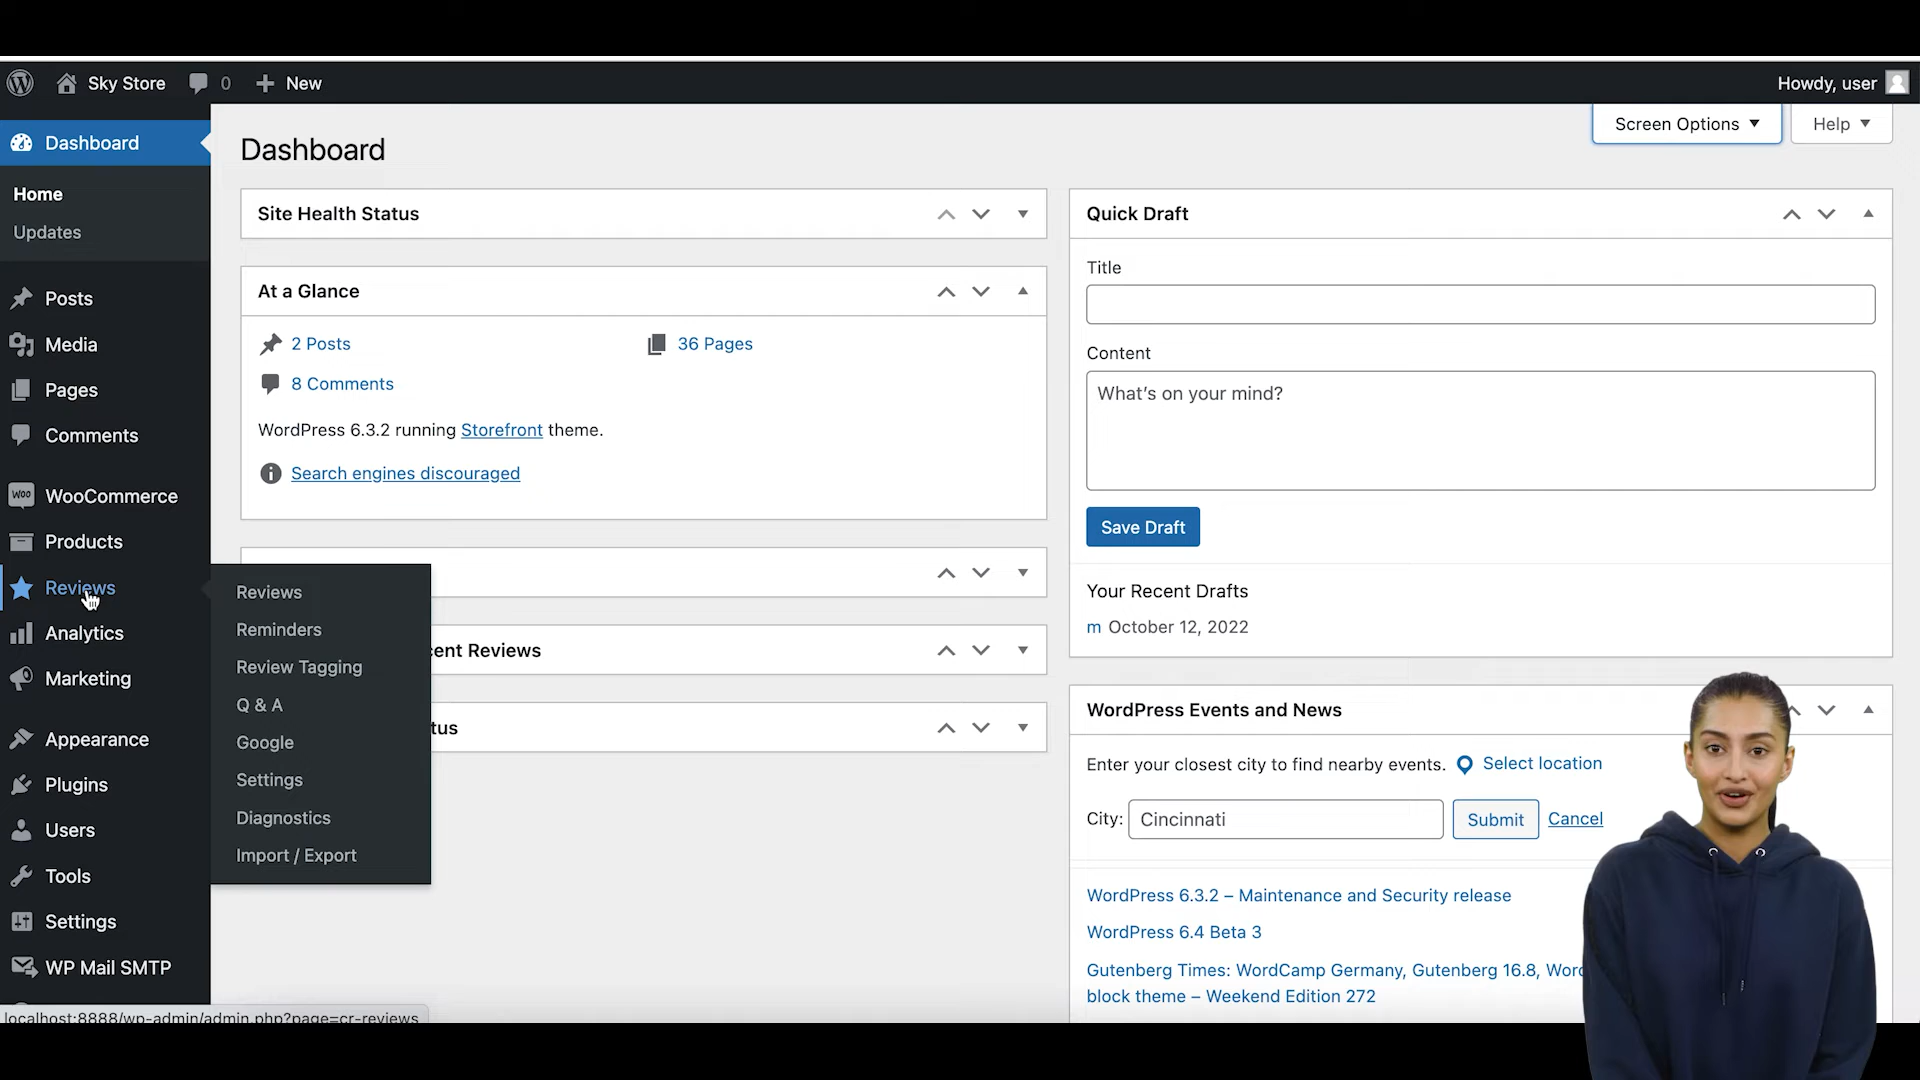 Sky Store
0
New
Howdy, user
Dashboard
Home
Updates
Posts
Media
Pages
Comments
WOO
WooCommerce
Products
Reviews
Analytics
Marketing
Appearance
Plugins
Users
Tools
Settings
WP Mail SMTP
Reviews
Reminders
Review Tagging
Q & A
Google
Settings
Diagnostics
Import / Export
localhost:8888/wp-admin/admin.php?page=cr-reviews
Screen Options
Help
Dashboard
Site Health Status
At a Glance
2 Posts
36 Pages
8 Comments
WordPress 6.3.2 running Storefront theme.
Search engines discouraged
Reviews
Quick Draft
Title
Content
What's on your mind?
Save Draft
Your Recent Drafts
m October 12, 2022
WordPress Events and News
Enter your closest city to find nearby events.
Select location
City:
Cincinnati
Submit
Cancel
WordPress 6.3.2 – Maintenance and Security release
WordPress 6.4 Beta 3
Gutenberg Times: WordCamp Germany, Gutenberg 16.8,
block theme – Weekend Edition 272